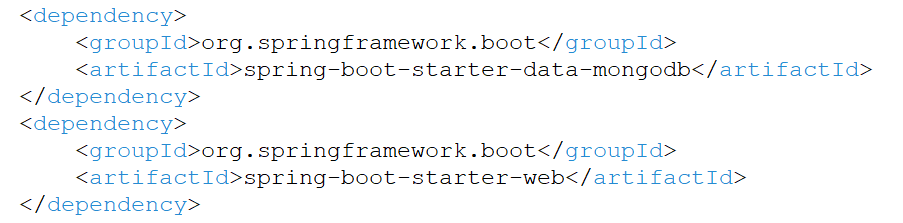 <dependency>
    <groupId>org.springframework.boot</groupId>
    <artifactId>spring-boot-starter-data-mongodb</artifactId>
</dependency>
<dependency>
    <groupId>org.springframework.boot</groupId>
    <artifactId>spring-boot-starter-web</artifactId>
</dependency>